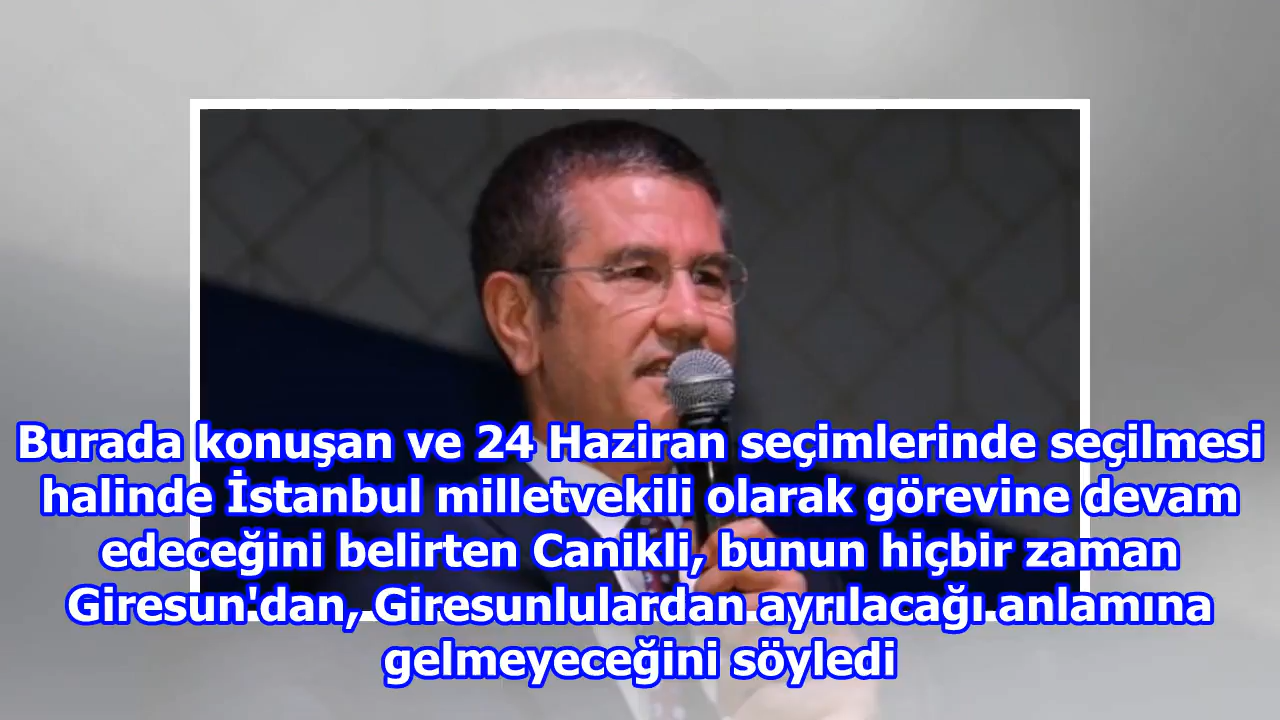 Burada konuşan ve 24 Haziran seçimlerinde seçilmesi
halinde İstanbul milletvekili olarak görevine devam
edeceğini belirten Canikli, bunun hiçbir zaman
Giresun'dan, Giresunlulardan ayrılacağı anlamına
gelmeyeceğini söyledi